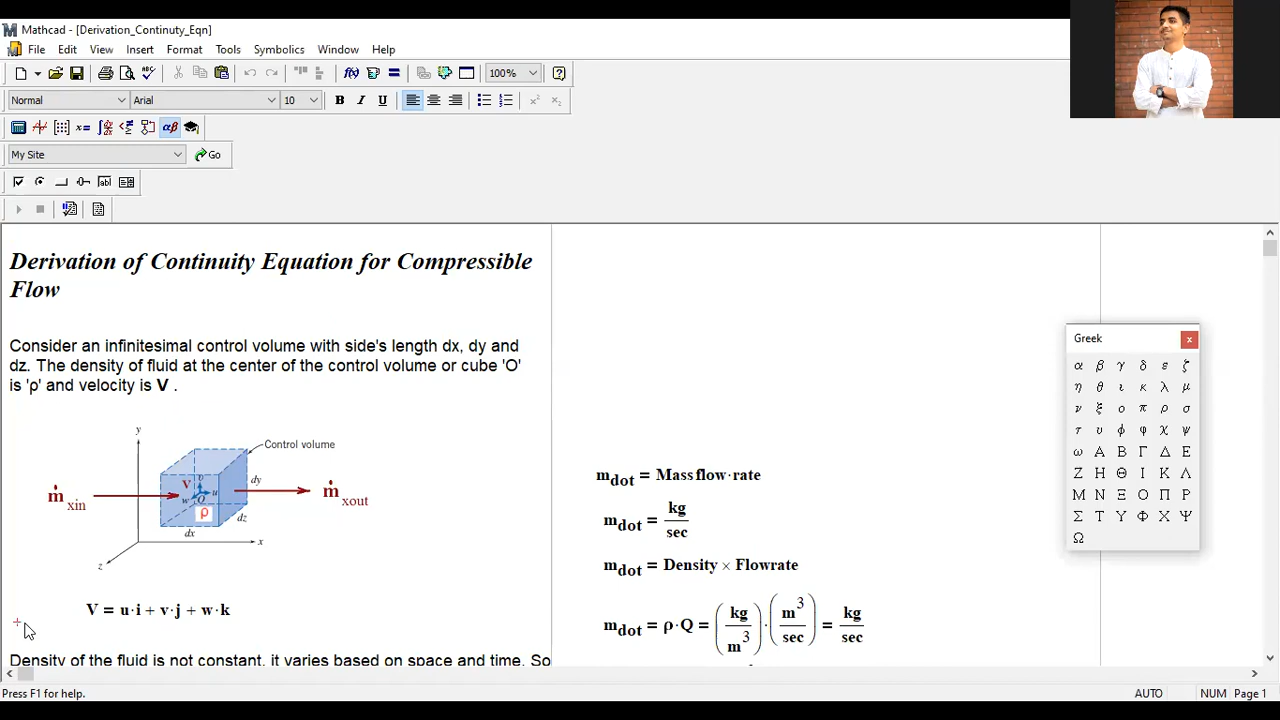 Mathcad - [Derivation_Continuity_Eqn]
File Edit View Insert Format Tools Symbolics Window Help
100%
Normal Arial 10 B I U
My Site Go
Derivation of Continuity Equation for Compressible
Flow
Consider an infinitesimal control volume with side's length dx, dy and
dz. The density of fluid at the center of the control volume or cube 'O'
is 'ρ' and velocity is V .
y
Control volume
ṁ xin
V υ u w O ρ
dy
dz
dx
ṁ xout
x
z
V = u·i + v·j + w·k
Density of the fluid is not constant, it varies based on space and time. So
m dot = Mass flow·rate
m dot = kg/sec
m dot = Density × Flowrate
m dot = ρ·Q = (kg/m³)·(m³/sec) = kg/sec
Greek x
α β γ δ ε ζ
η θ ι κ λ μ
ν ξ ο π ρ σ
τ υ ϕ φ χ ψ
ω Α Β Γ Δ Ε
Ζ Η Θ Ι Κ Λ
Μ Ν Ξ Ο Π Ρ
Σ Τ Υ Φ Χ Ψ
Ω
Press F1 for help.
AUTO NUM Page 1